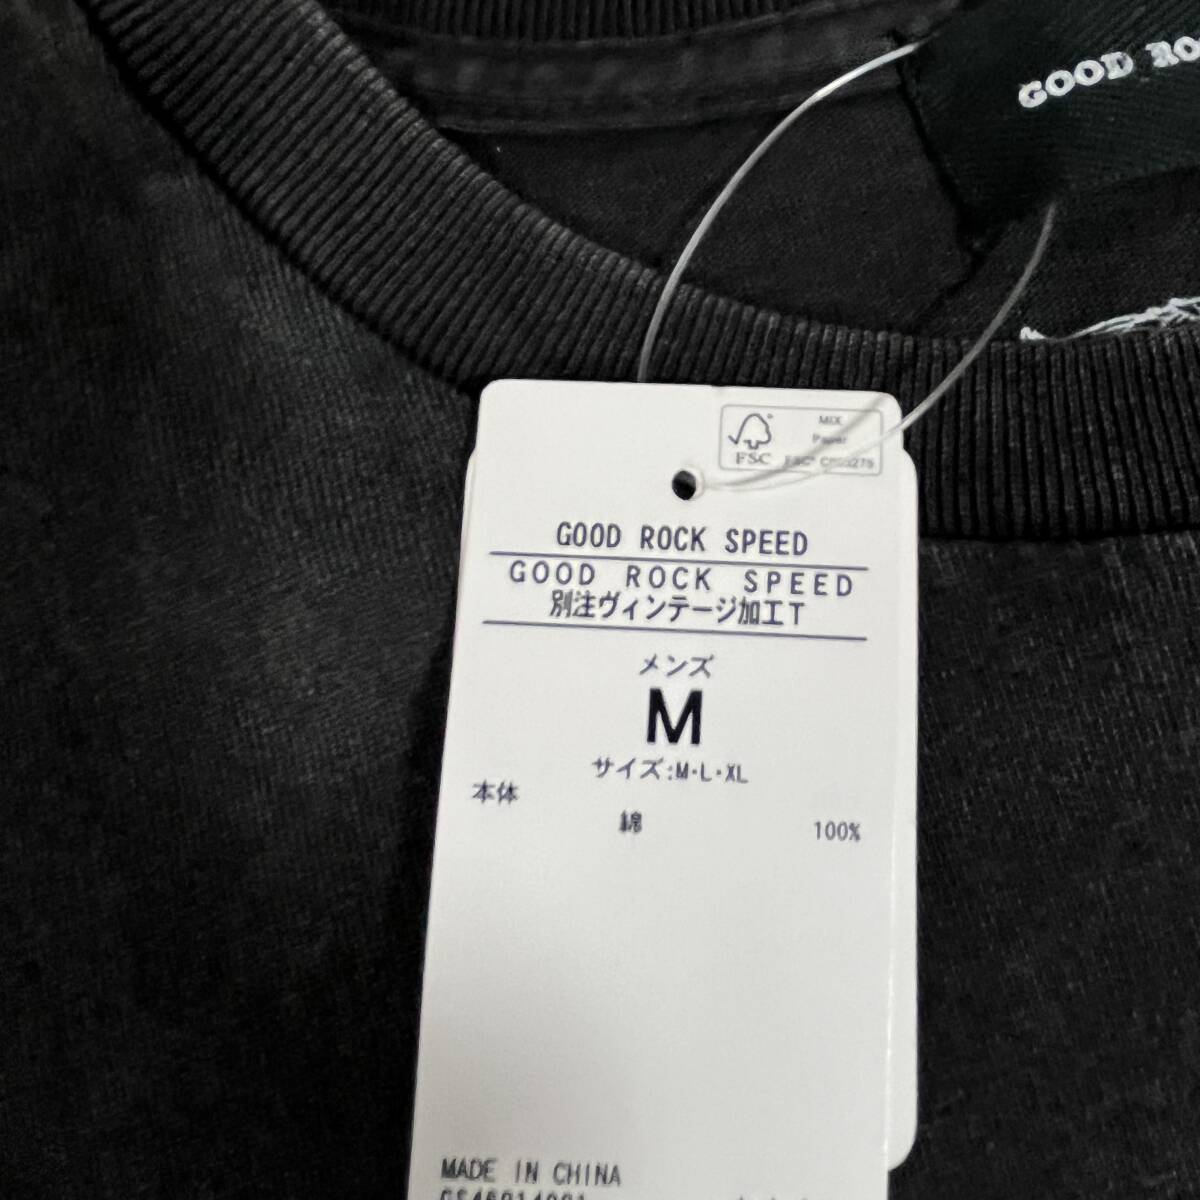 GOOD
MIX
Paper
FSC
GOOD ROCK SPEED
GOOD ROCK SPEED
別注ヴィンテージ加工T
メンズ
M
サイズ:M・L・XL
本体
綿 100%
MADE IN CHINA